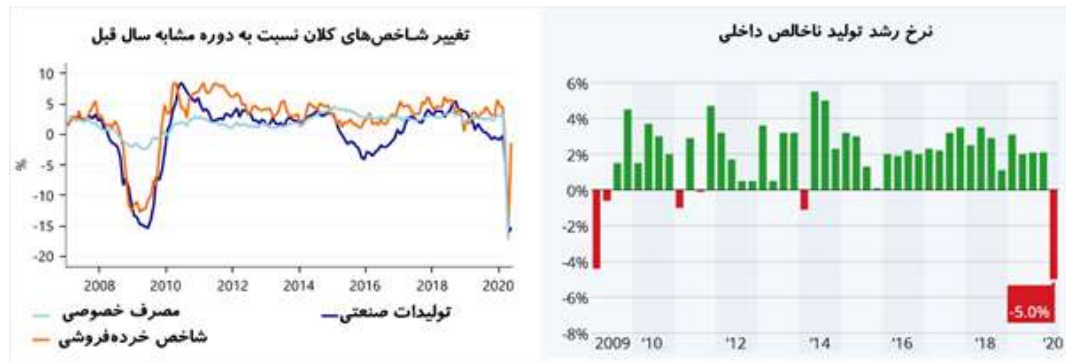 تغییر شاخص‌های کلان نسبت به دوره مشابه سال قبل
10
5
0
-5
-10
-15
-20
%
2008 2010 2012 2014 2016 2018 2020
مصرف خصوصی
تولیدات صنعتی
شاخص خرده‌فروشی
نرخ رشد تولید ناخالص داخلی
6%
4%
2%
0%
-2%
-4%
-6%
-8%
-5.0%
2009 '10 '12 '14 '16 '18 '20